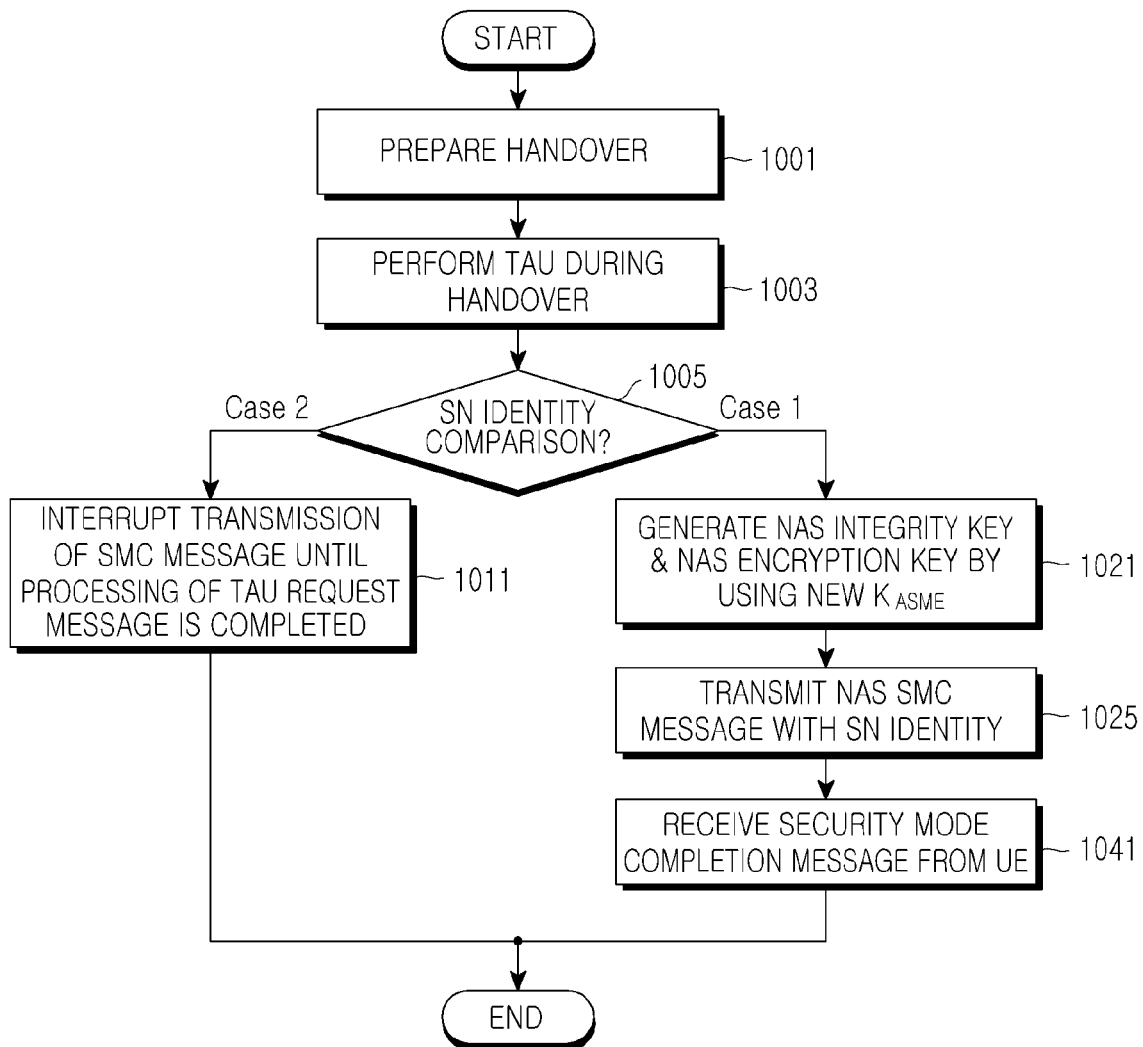 START
PREPARE HANDOVER
1001
PERFORM TAU DURING
HANDOVER
1003
1005
SN IDENTITY
COMPARISON?
Case 2
Case 1
INTERRUPT TRANSMISSION
OF SMC MESSAGE UNTIL
PROCESSING OF TAU REQUEST
MESSAGE IS COMPLETED
1011
GENERATE NAS INTEGRITY KEY
& NAS ENCRYPTION KEY BY
USING NEW K ASME
1021
TRANSMIT NAS SMC
MESSAGE WITH SN IDENTITY
1025
RECEIVE SECURITY MODE
COMPLETION MESSAGE FROM UE
1041
END